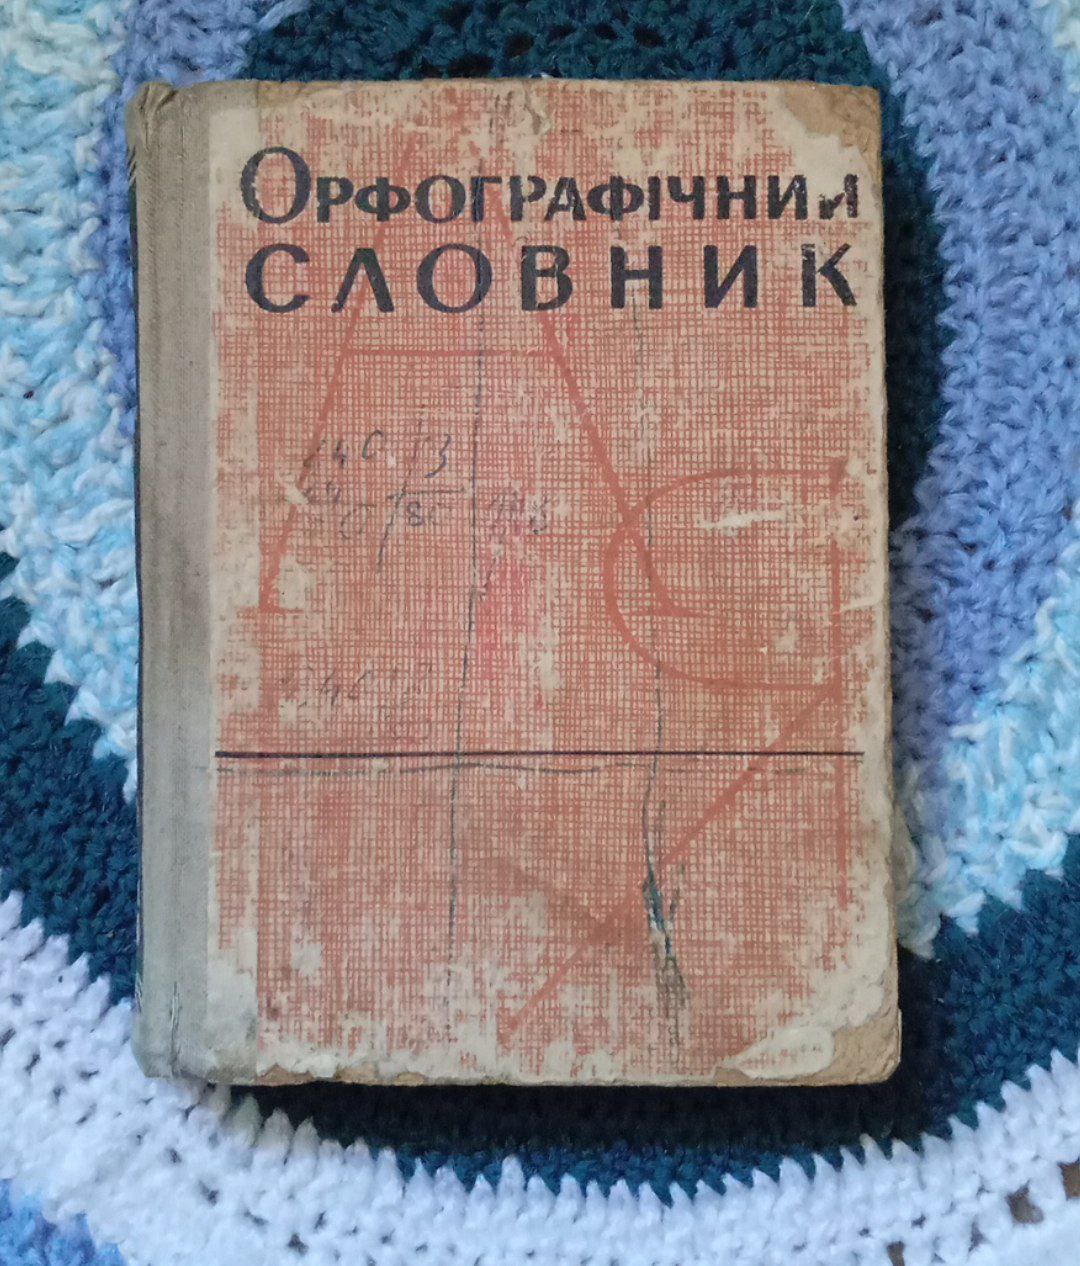 Орфографічний
словник
А
Я